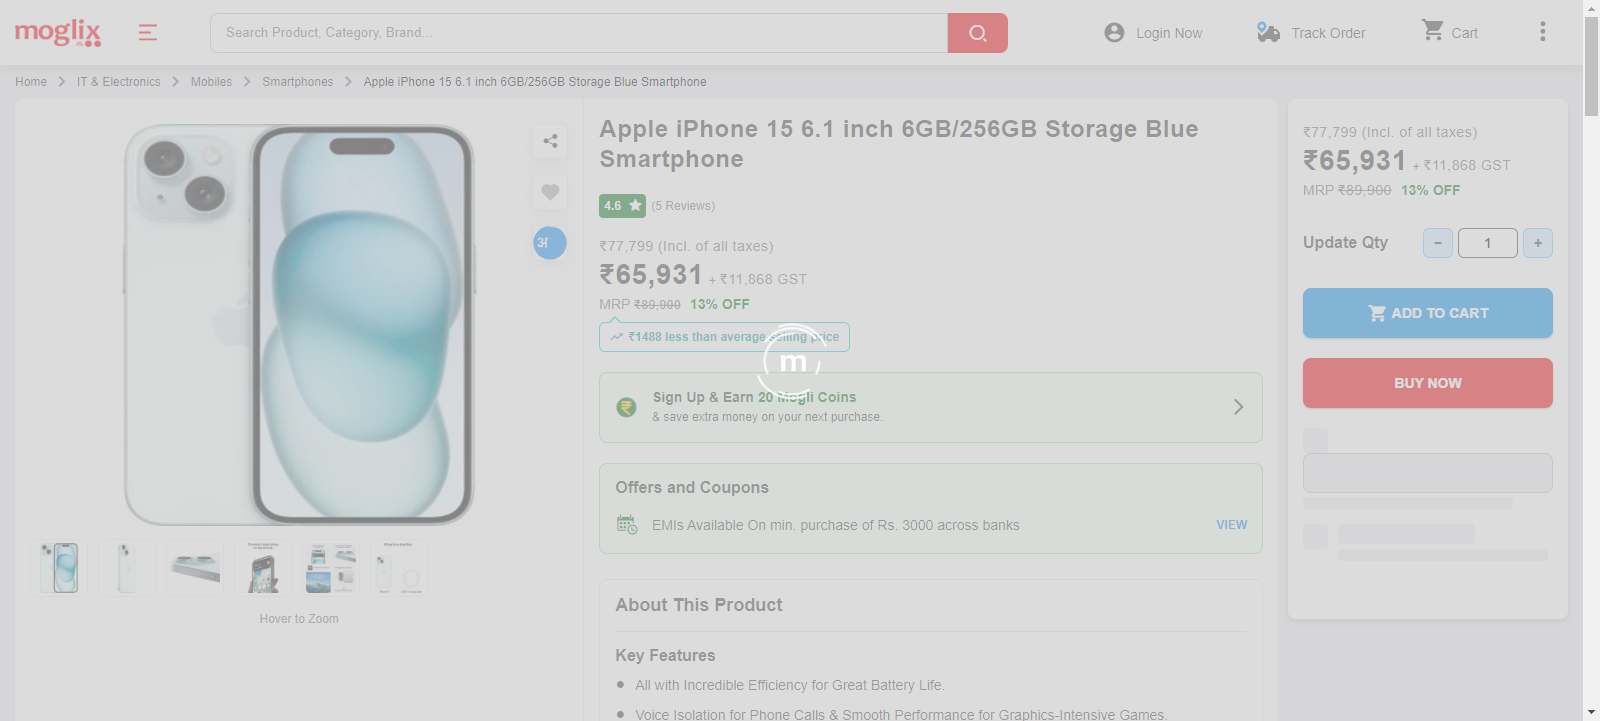 moglix
Search Product, Category, Brand...
Login Now
Track Order
Cart
Home
IT & Electronics
Mobiles
Smartphones
Apple iPhone 15 6.1 inch 6GB/256GB Storage Blue Smartphone
Hover to Zoom
Apple iPhone 15 6.1 inch 6GB/256GB Storage Blue
Smartphone
4.6 ★ (5 Reviews)
₹77,799 (Incl. of all taxes)
₹65,931 + ₹11,868 GST
MRP ₹89,900 13% OFF
₹1488 less than average selling price
m
Sign Up & Earn 20 Mogli Coins
& save extra money on your next purchase.
Offers and Coupons
EMIs Available On min. purchase of Rs. 3000 across banks
VIEW
About This Product
Key Features
All with Incredible Efficiency for Great Battery Life.
Voice Isolation for Phone Calls & Smooth Performance for Graphics-Intensive Games.
₹77,799 (Incl. of all taxes)
₹65,931 + ₹11,868 GST
MRP ₹89,900 13% OFF
Update Qty
- 1 +
ADD TO CART
BUY NOW